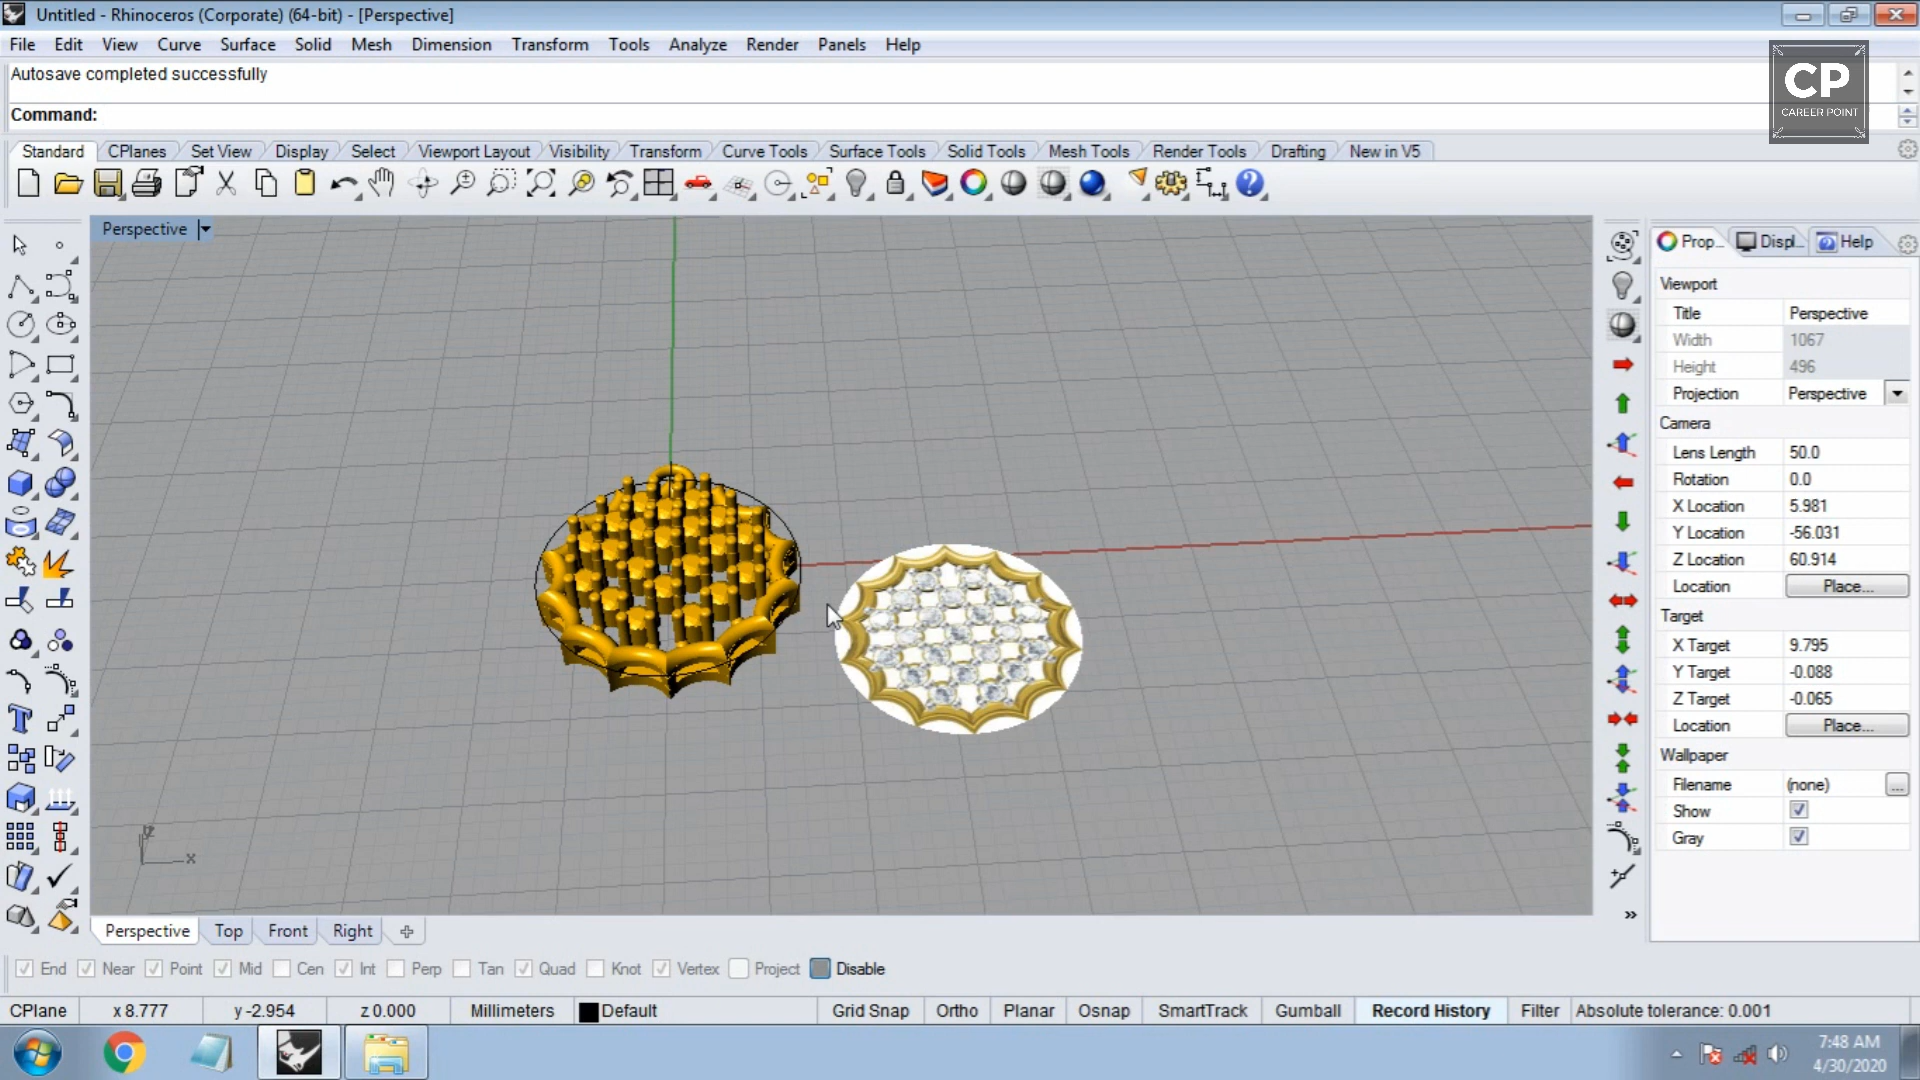 Untitled - Rhinoceros (Corporate) (64-bit) - [Perspective]
File Edit View Curve Surface Solid Mesh Dimension Transform Tools Analyze Render Panels Help
Autosave completed successfully
Command:
CP
CAREER POINT
Standard CPlanes Set View Display Select Viewport Layout Visibility Transform Curve Tools Surface Tools Solid Tools Mesh Tools Render Tools Drafting New in V5
Perspective
Prop... Displ... Help
Viewport
Title Perspective
Width 1067
Height 496
Projection Perspective
Camera
Lens Length 50.0
Rotation 0.0
X Location 5.981
Y Location -56.031
Z Location 60.914
Location Place...
Target
X Target 9.795
Y Target -0.088
Z Target -0.065
Location Place...
Wallpaper
Filename (none) ...
Show
Gray
y
x
Perspective Top Front Right
End Near Point Mid Cen Int Perp Tan Quad Knot Vertex Project Disable
CPlane x 8.777 y -2.954 z 0.000 Millimeters Default Grid Snap Ortho Planar Osnap SmartTrack Gumball Record History Filter Absolute tolerance: 0.001
7:48 AM
4/30/2020